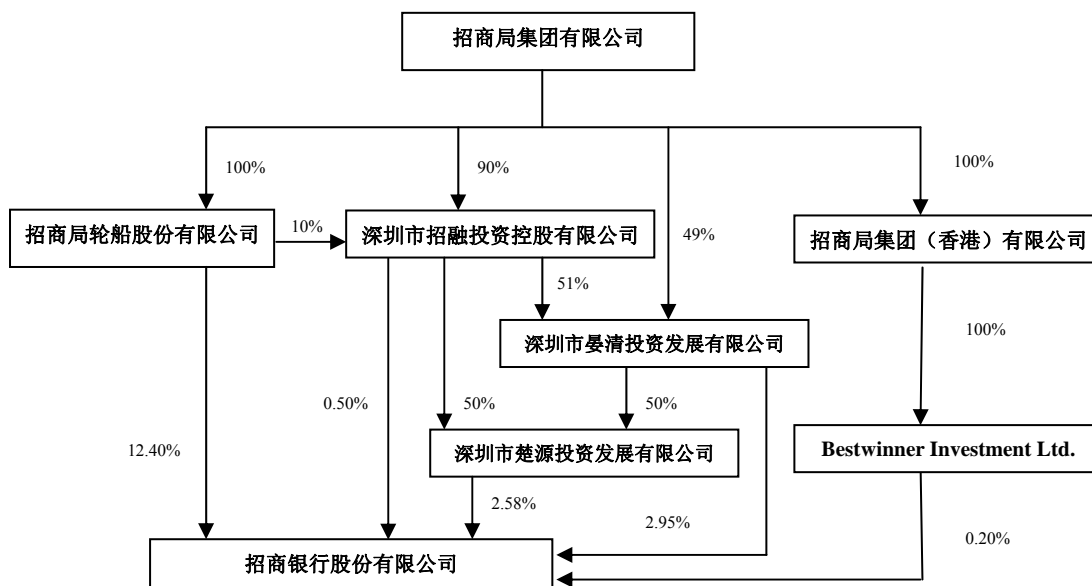 招商局集团有限公司
100%
90%
100%
招商局轮船股份有限公司
10%
深圳市招融投资控股有限公司
49%
招商局集团（香港）有限公司
51%
深圳市晏清投资发展有限公司
100%
0.50%
50%
50%
12.40%
深圳市楚源投资发展有限公司
Bestwinner Investment Ltd.
2.58%
2.95%
0.20%
招商银行股份有限公司